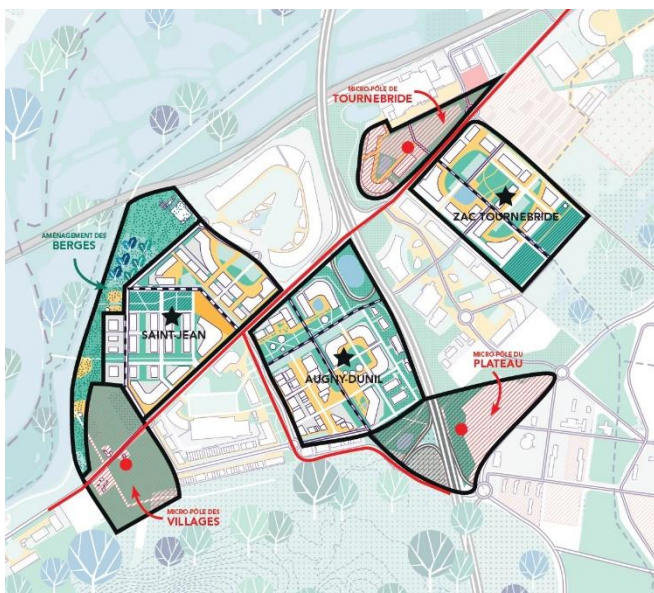 MICRO-PÔLE DE
TOURNEBRIDE
ZAC TOURNEBRIDE
AMÉNAGEMENT DES
BERGES
SAINT-JEAN
AUGNY-DUNIL
MICRO-PÔLE DU
PLATEAU
MICRO-PÔLE DES
VILLAGES